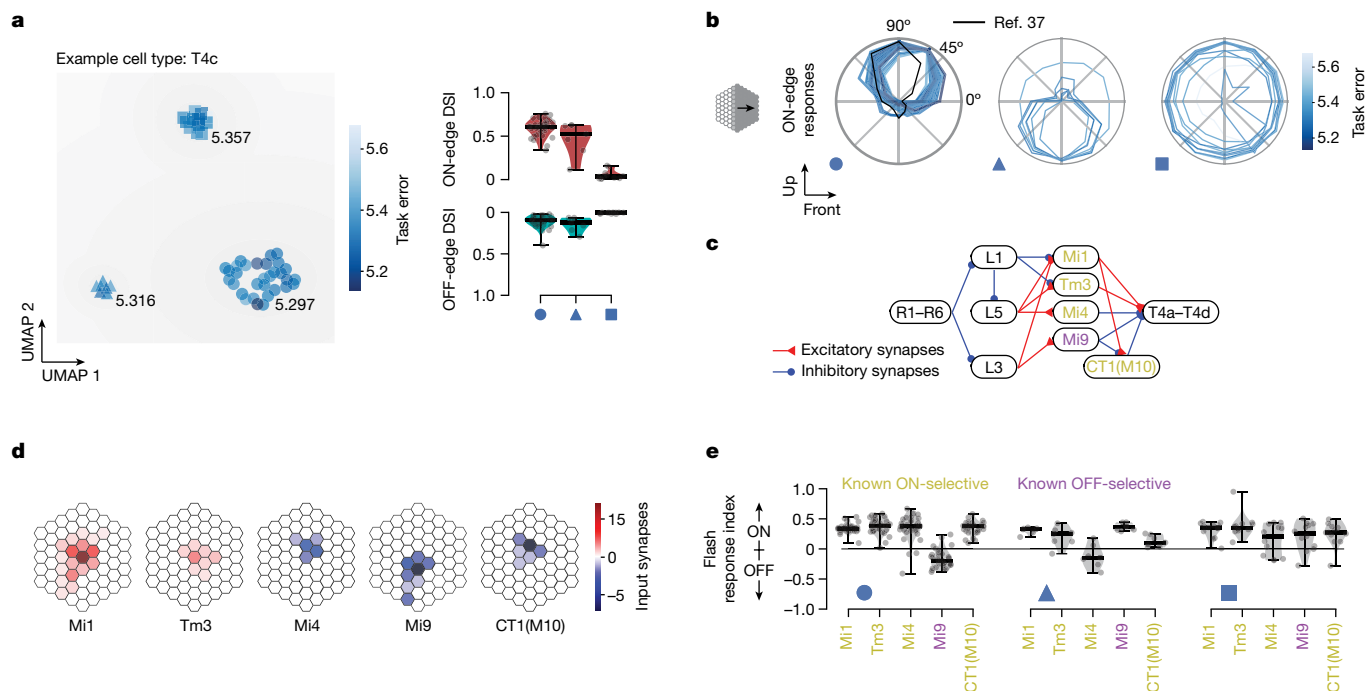 a
Example cell type: T4c
5.357
5.316
5.297
UMAP 2
UMAP 1
5.6
5.4
5.2
Task error
1.0
0.5
0
ON-edge DSI
0
0.5
1.0
OFF-edge DSI
b
90º
45º
0º
Ref. 37
ON-edge
responses
Up
Front
5.6
5.4
5.2
Task error
c
R1–R6
L1
L5
L3
Mi1
Tm3
Mi4
Mi9
CT1(M10)
T4a–T4d
Excitatory synapses
Inhibitory synapses
d
Mi1
Tm3
Mi4
Mi9
CT1(M10)
15
0
–5
Input synapses
e
Known ON-selective
Known OFF-selective
Flash
response index
ON
OFF
1.0
0.5
0
–0.5
–1.0
Mi1
Tm3
Mi4
Mi9
CT1(M10)
Mi1
Tm3
Mi4
Mi9
CT1(M10)
Mi1
Tm3
Mi4
Mi9
CT1(M10)